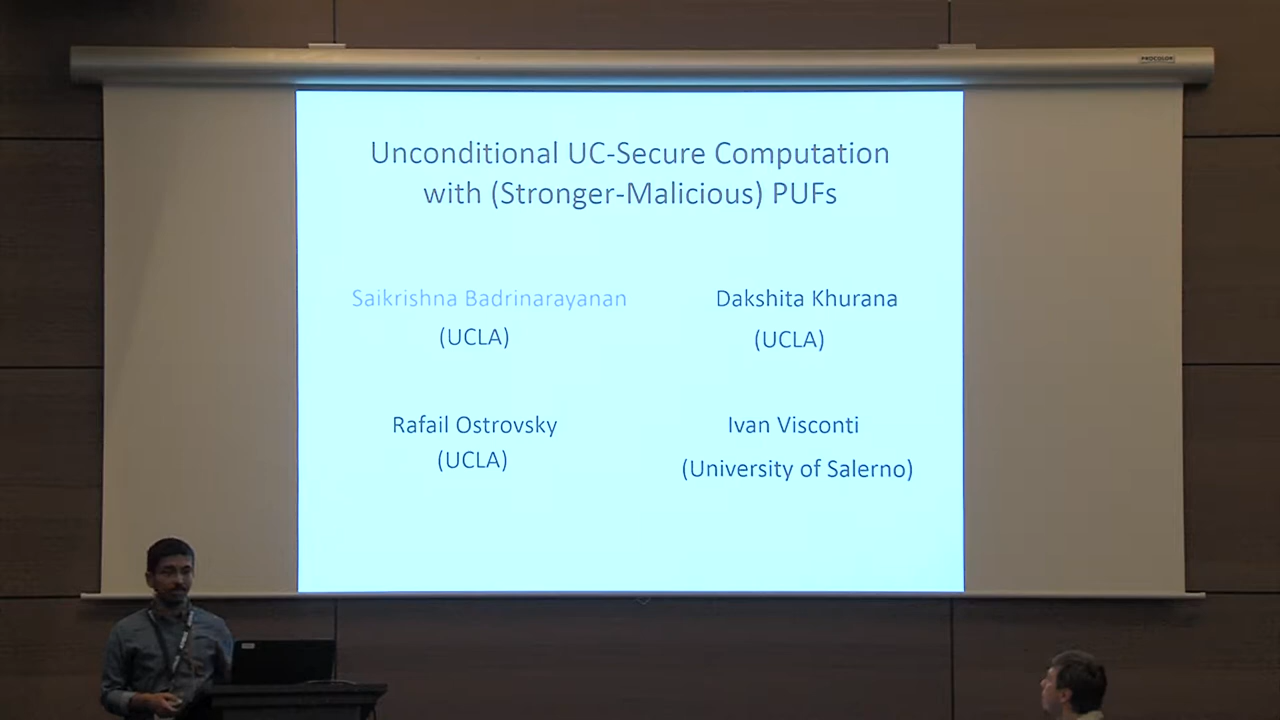 PROCOLOR
Unconditional UC-Secure Computation
with (Stronger-Malicious) PUFs
Saikrishna Badrinarayanan
(UCLA)
Dakshita Khurana
(UCLA)
Rafail Ostrovsky
(UCLA)
Ivan Visconti
(University of Salerno)